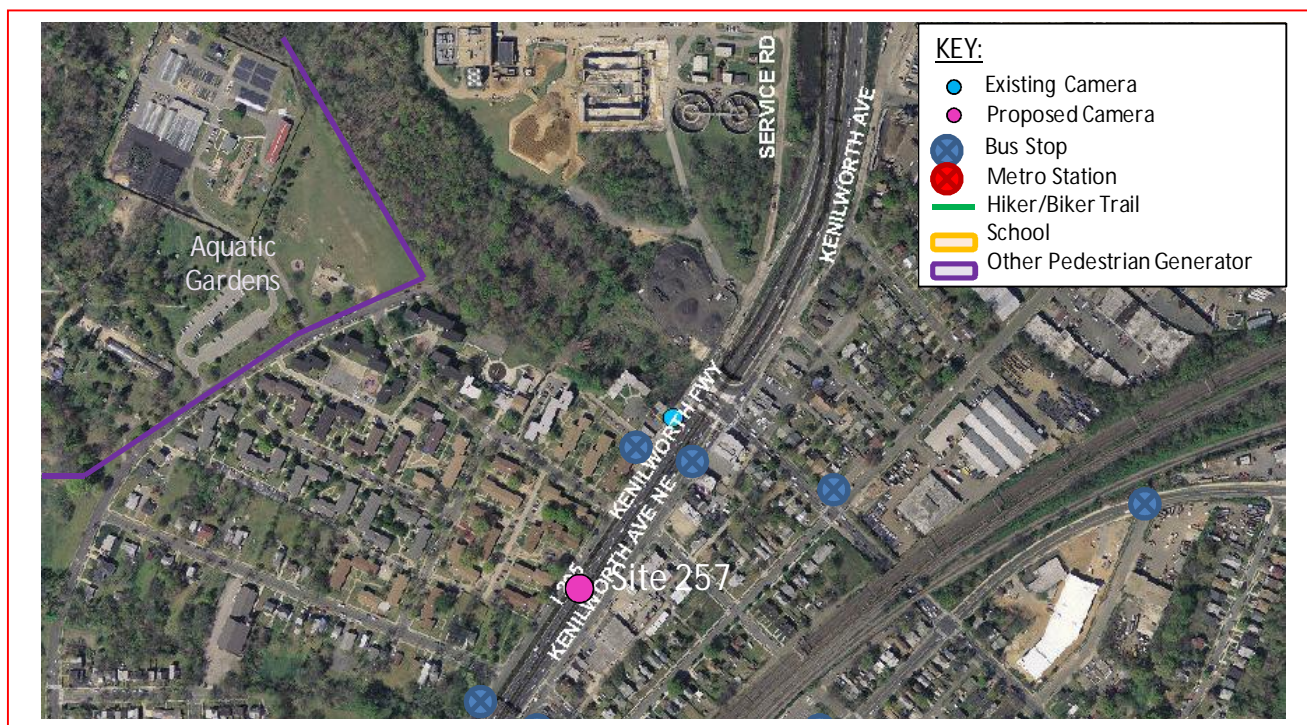 KEY:
Existing Camera
Proposed Camera
Bus Stop
Metro Station
Hiker/Biker Trail
School
Other Pedestrian Generator
SERVICE RD
KENILWORTH AVE
Aquatic
Gardens
KENILWORTH FWY
KENILWORTH AVE NE
Site 257